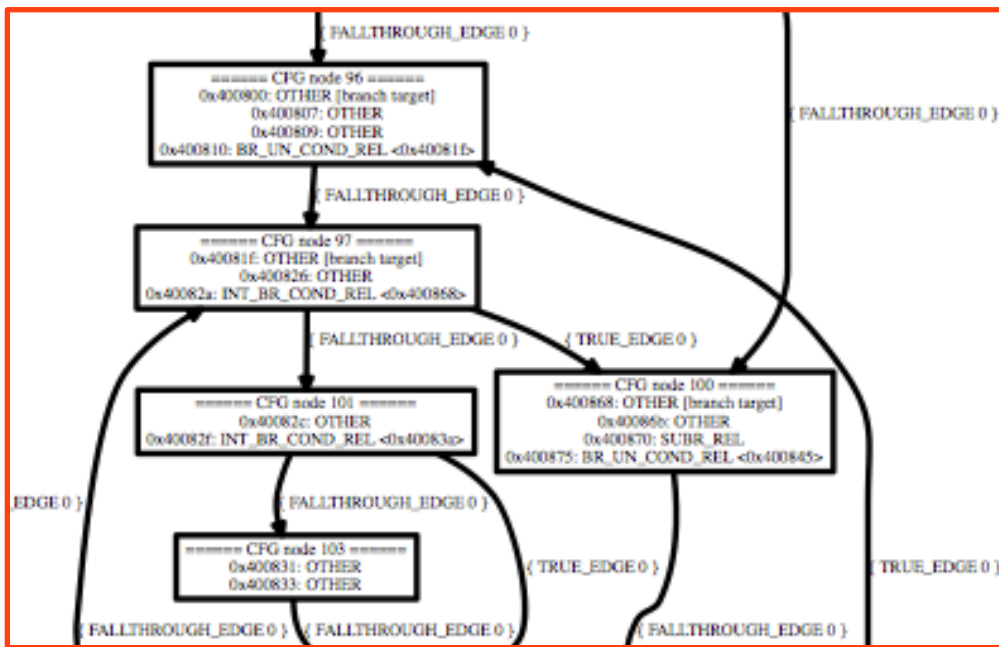 { FALLTHROUGH_EDGE 0 }
====== CFG node 96 ======
0x400800: OTHER [branch target]
0x400807: OTHER
0x400809: OTHER
0x400810: BR_UN_COND_REL <0x40081f>
{ FALLTHROUGH_EDGE 0 }
{ FALLTHROUGH_EDGE 0 }
====== CFG node 97 ======
0x40081f: OTHER [branch target]
0x400826: OTHER
0x40082a: INT_BR_COND_REL <0x400868>
{ FALLTHROUGH_EDGE 0 }
{ TRUE_EDGE 0 }
====== CFG node 101 ======
0x40082c: OTHER
0x40082f: INT_BR_COND_REL <0x40083a>
====== CFG node 100 ======
0x400868: OTHER [branch target]
0x40086b: OTHER
0x400870: SUBR_REL
0x400875: BR_UN_COND_REL <0x400845>
_EDGE 0 }
{ FALLTHROUGH_EDGE 0 }
====== CFG node 103 ======
0x400831: OTHER
0x400833: OTHER
{ TRUE_EDGE 0 }
{ TRUE_EDGE 0 }
{ FALLTHROUGH_EDGE 0 }
{ FALLTHROUGH_EDGE 0 }
{ FALLTHROUGH_EDGE 0 }